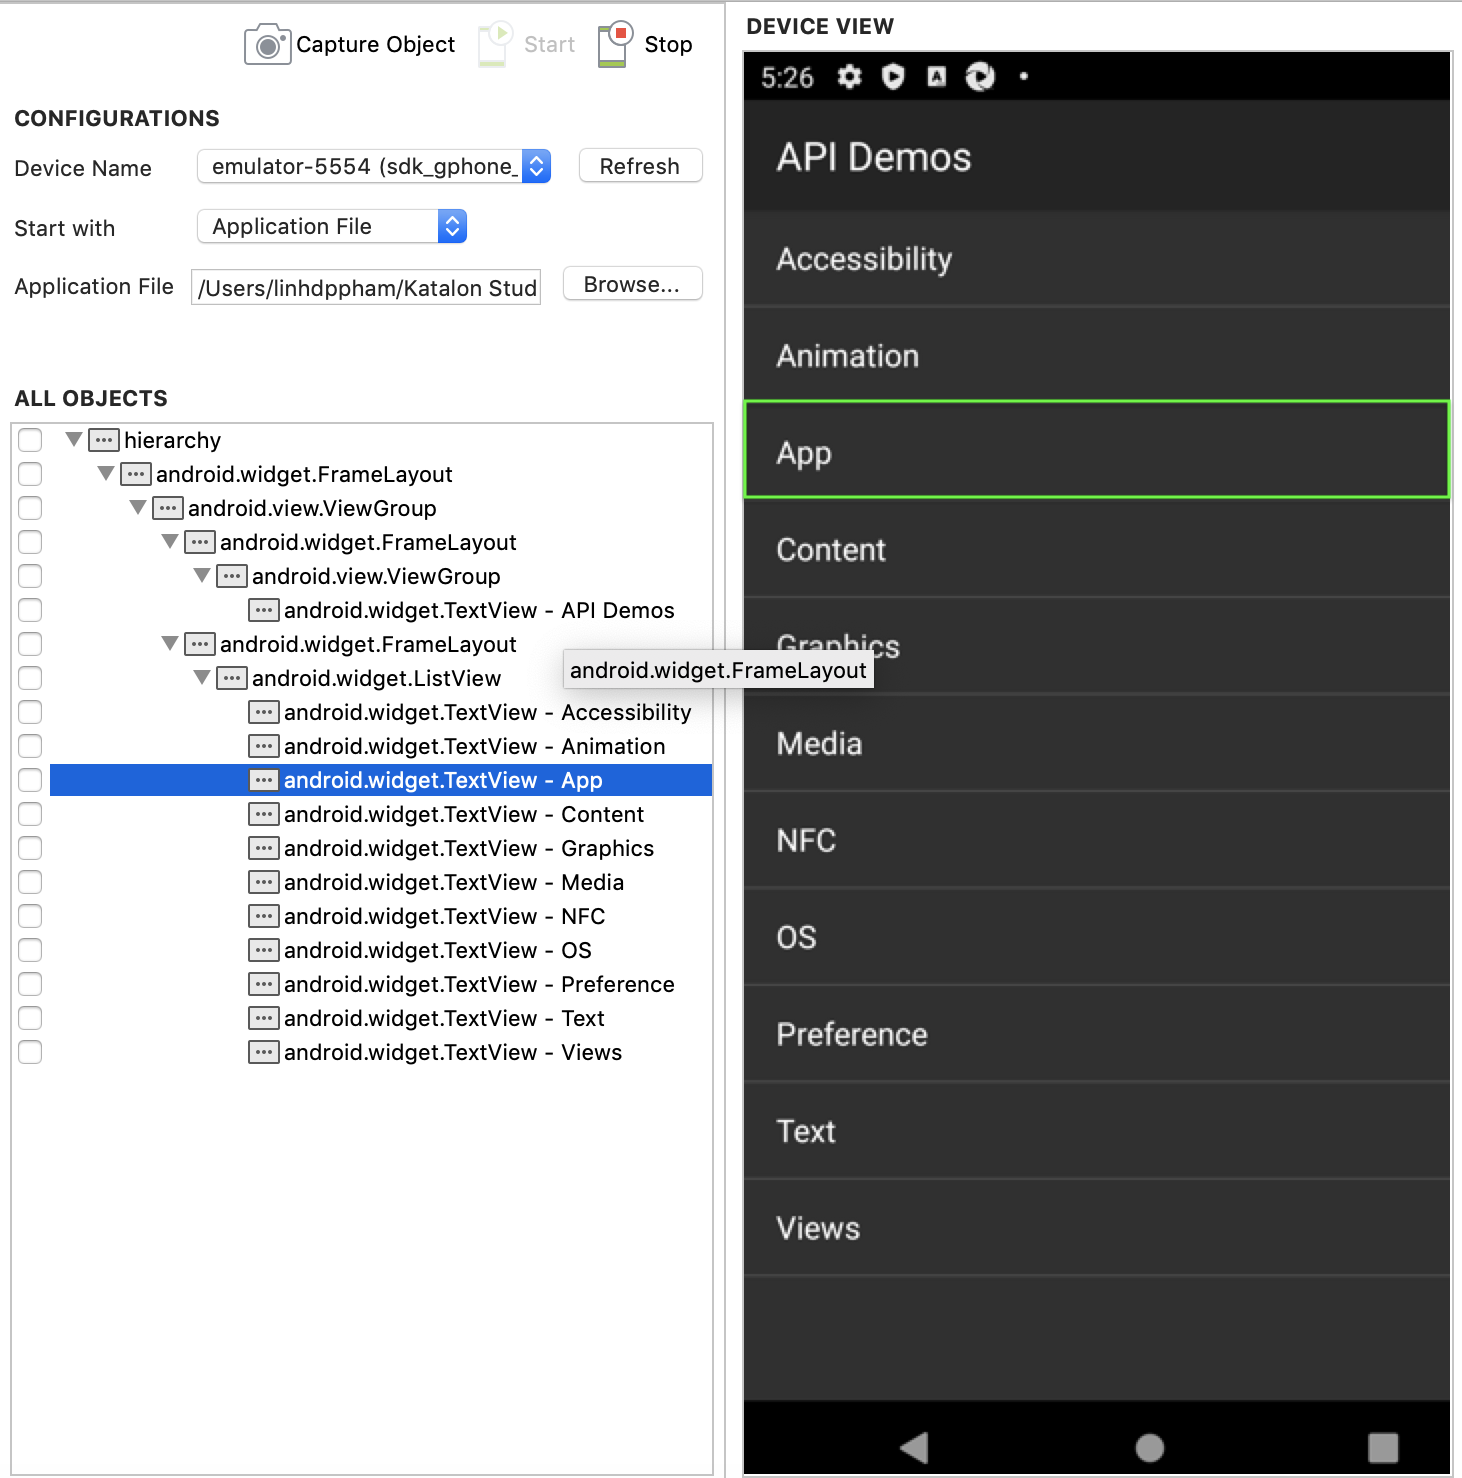 Capture Object
Start
Stop
CONFIGURATIONS
Device Name
emulator-5554 (sdk_gphone_
Refresh
Start with
Application File
Application File
/Users/linhdppham/Katalon Stud
Browse...
ALL OBJECTS
hierarchy
android.widget.FrameLayout
android.view.ViewGroup
android.widget.FrameLayout
android.view.ViewGroup
android.widget.TextView - API Demos
android.widget.FrameLayout
android.widget.ListView
android.widget.TextView - Accessibility
android.widget.TextView - Animation
android.widget.TextView - App
android.widget.TextView - Content
android.widget.TextView - Graphics
android.widget.TextView - Media
android.widget.TextView - NFC
android.widget.TextView - OS
android.widget.TextView - Preference
android.widget.TextView - Text
android.widget.TextView - Views
android.widget.FrameLayout
DEVICE VIEW
5:26
A
API Demos
Accessibility
Animation
App
Content
Graphics
Media
NFC
OS
Preference
Text
Views